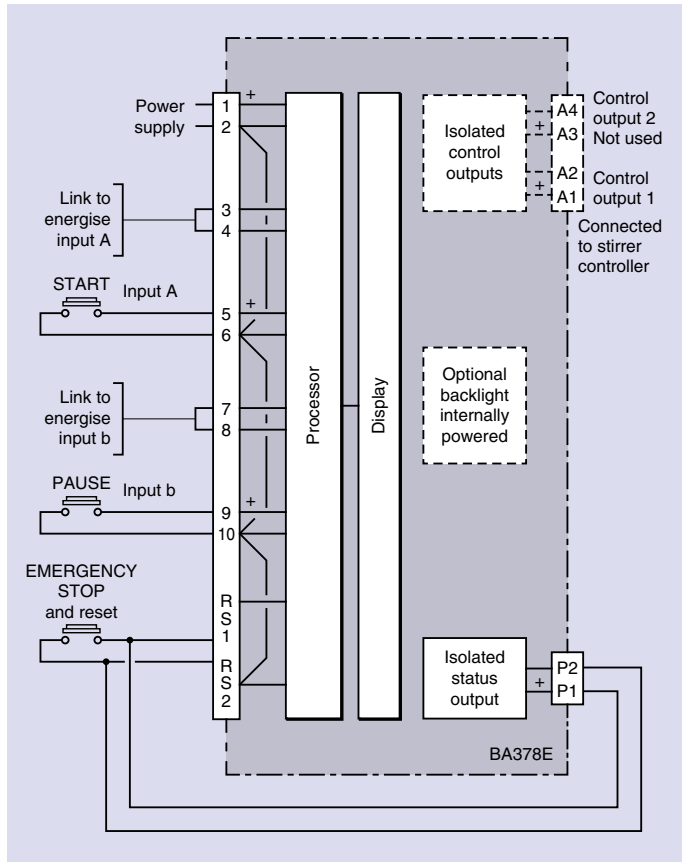 Power
supply
1
+
2
Link to
energise
input A
3
4
START
Input A
5
+
6
Link to
energise
input b
7
8
PAUSE
Input b
9
+
10
EMERGENCY
STOP
and reset
R
S
1
R
S
2
Processor
Display
Isolated
control
outputs
+
+
A4
A3
A2
A1
Control
output 2
Not used
Control
output 1
Connected
to stirrer
controller
Optional
backlight
internally
powered
Isolated
status
output
+
P2
P1
BA378E